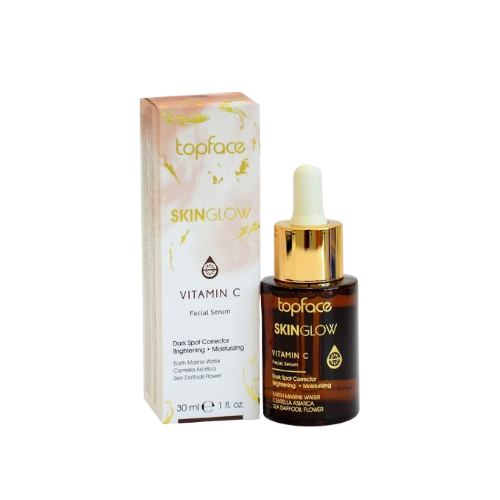 topface
SKINGLOW
VITAMIN C
Facial Serum
Dark Spot Corrector
Brightening • Moisturizing
Earth Marine Water
Centella Asiatica
Sea Daffodil Flower
30 ml e 1 fl. oz.
topface
SKINGLOW
VITAMIN C
Facial Serum
Dark Spot Corrector
Brightening • Moisturizing
EARTH MARINE WATER
CENTELLA ASIATICA
SEA DAFFODIL FLOWER